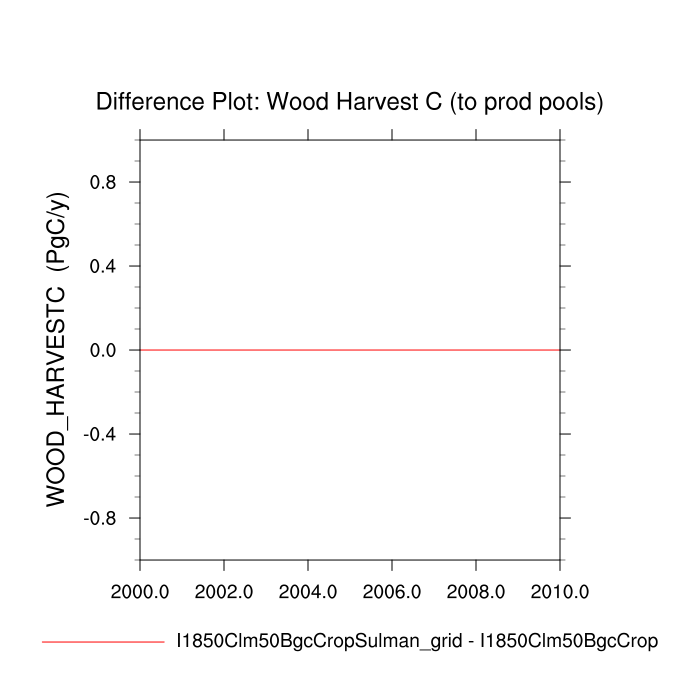 Difference Plot: Wood Harvest C (to prod pools)
WOOD_HARVESTC (PgC/y)
0.8
0.4
0.0
-0.4
-0.8
2000.0 2002.0 2004.0 2006.0 2008.0 2010.0
I1850Clm50BgcCropSulman_grid - I1850Clm50BgcCrop